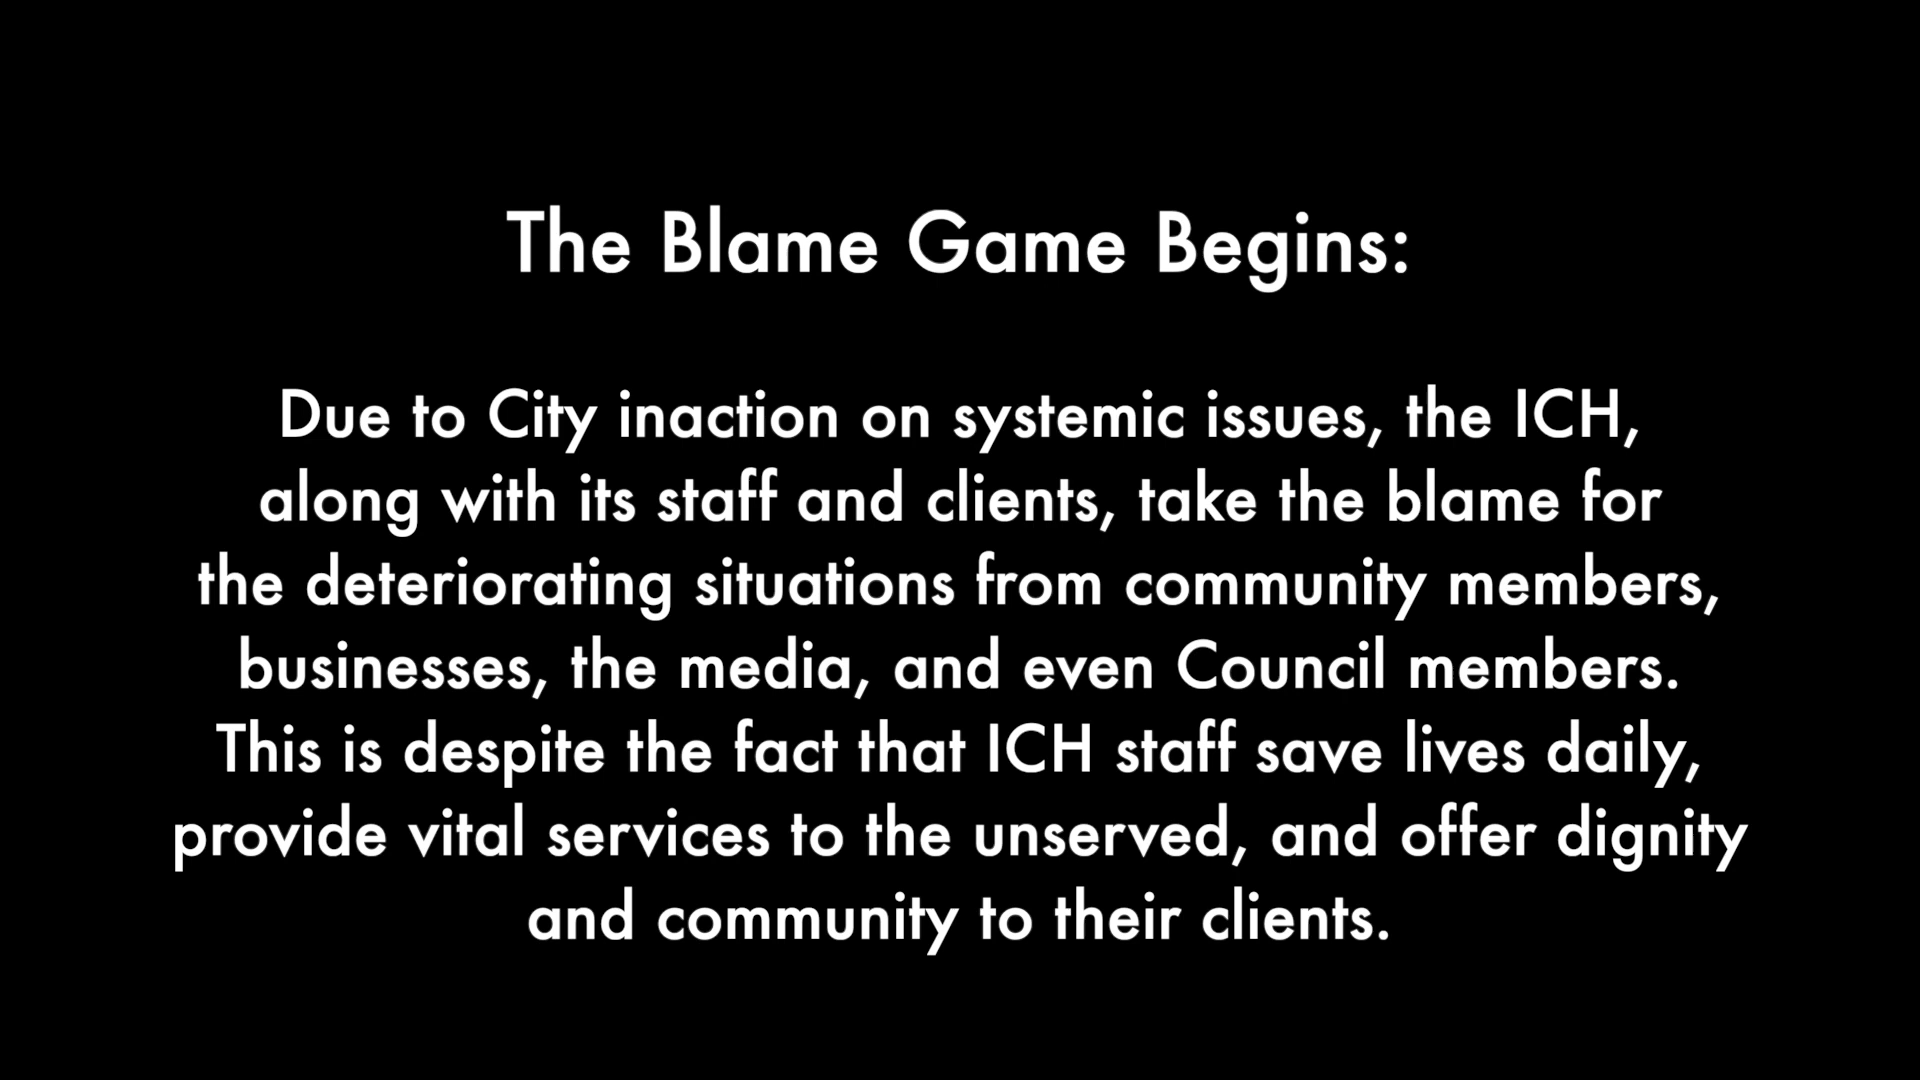 The Blame Game Begins:
Due to City inaction on systemic issues, the ICH,
along with its staff and clients, take the blame for
the deteriorating situations from community members,
businesses, the media, and even Council members.
This is despite the fact that ICH staff save lives daily,
provide vital services to the unserved, and offer dignity
and community to their clients.